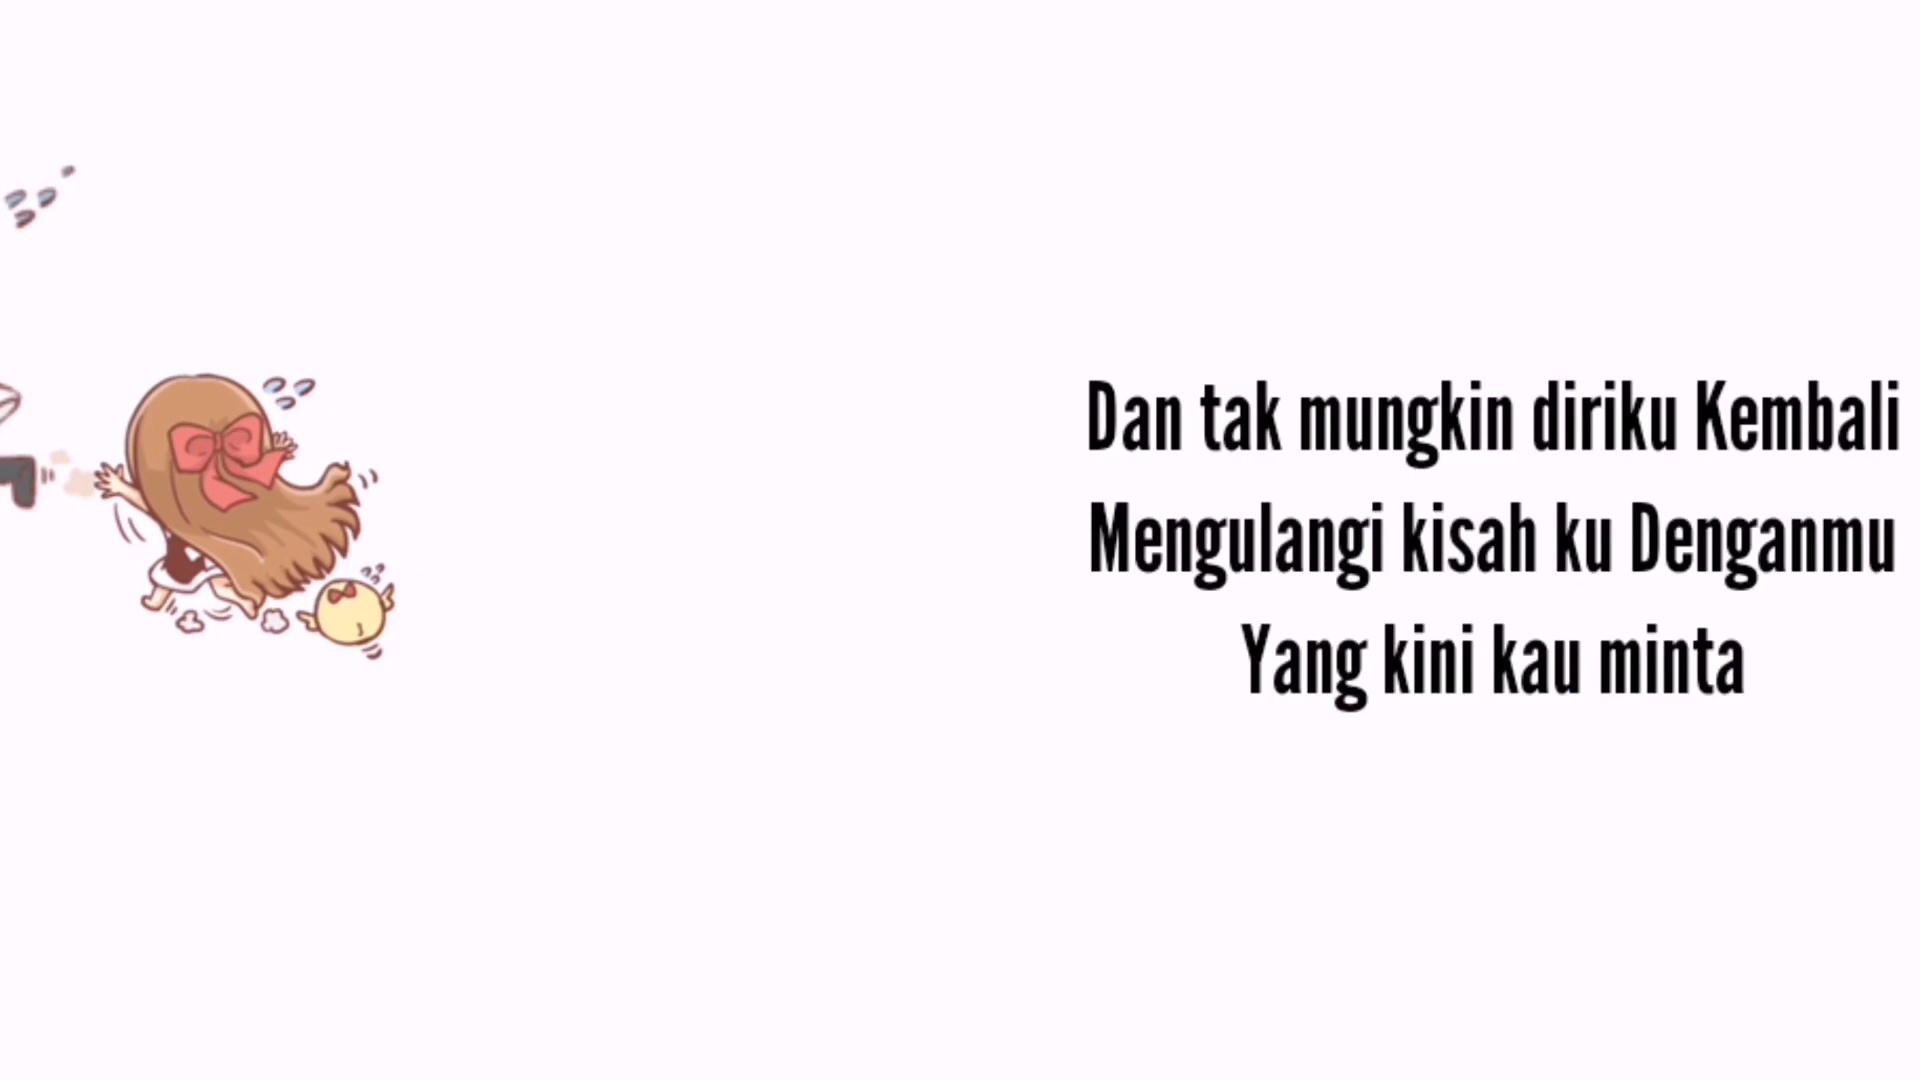 Dan tak mungkin diriku Kembali
Mengulangi kisah ku Denganmu
Yang kini kau minta